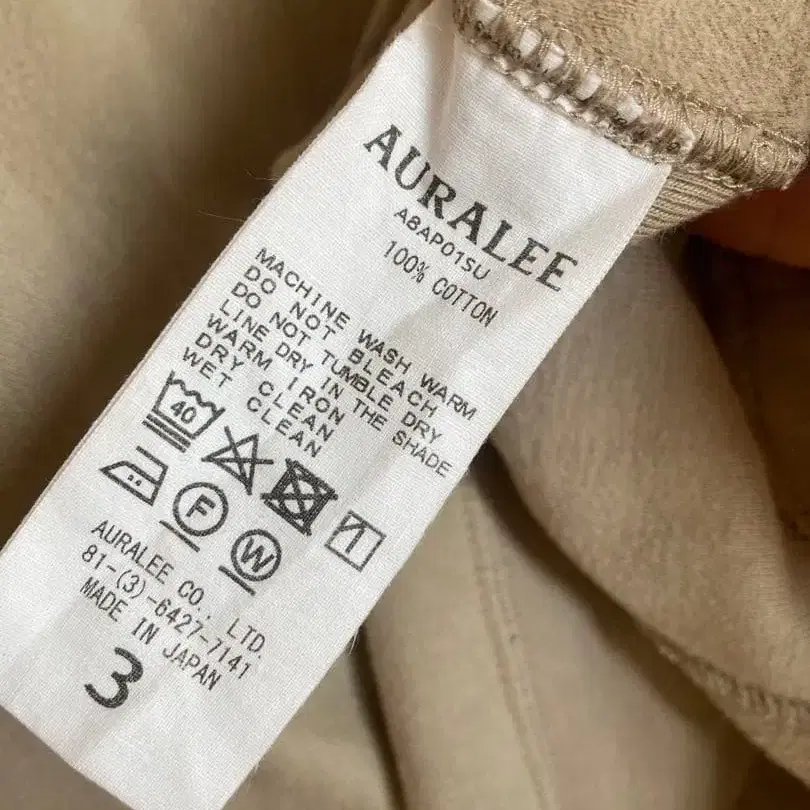 AURALEE
A8AP01SU
100% COTTON
MACHINE WASH WARM
DO NOT BLEACH
DO NOT TUMBLE DRY
LINE DRY IN THE SHADE
WARM IRON
DRY CLEAN
WET CLEAN
40
F
W
AURALEE CO., LTD.
81-(3)-6427-7141
MADE IN JAPAN
3